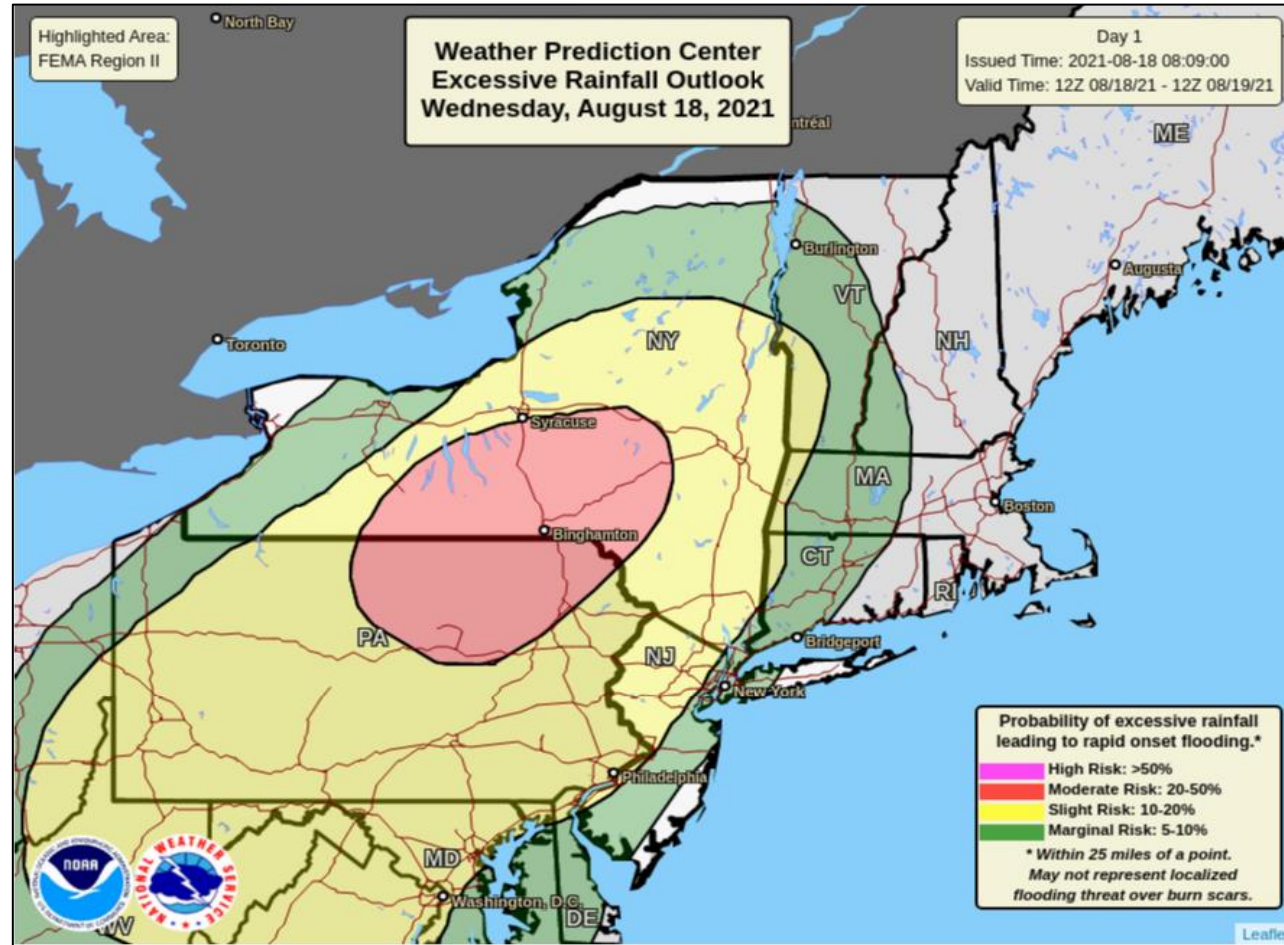 North Bay
Highlighted Area:
FEMA Region II
Weather Prediction Center
Excessive Rainfall Outlook
Wednesday, August 18, 2021
Day 1
Issued Time: 2021-08-18 08:09:00
Valid Time: 12Z 08/18/21 - 12Z 08/19/21
ntréal
ME
Burlington
Augusta
VT
Toronto
NY
NH
Syracuse
MA
Boston
Binghamton
CT
RI
PA
Bridgeport
NJ
New York
Probability of excessive rainfall
leading to rapid onset flooding.*
High Risk: >50%
Moderate Risk: 20-50%
Slight Risk: 10-20%
Marginal Risk: 5-10%
* Within 25 miles of a point.
May not represent localized
flooding threat over burn scars.
Philadelphia
MD
Washington, D.C.
DE
WV
NOAA
NATIONAL WEATHER SERVICE
Leafle